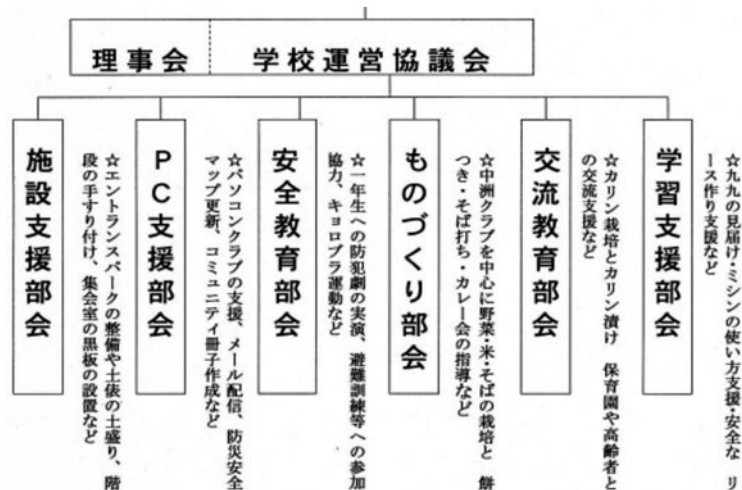 理事会 学校運営協議会
学習支援部会
☆九九の見届け・ミシンの使い方支援・安全な リ
ース作り支援など
交流教育部会
☆カリン栽培とカリン漬け 保育園や高齢者と
の交流支援など
ものづくり部会
☆中洲クラブを中心に野菜・米・そばの栽培と 餅
つき・そば打ち・カレー会の指導など
安全教育部会
☆一年生への防犯劇の実演、避難訓練等への参加
協力、キョロブラ運動など
ＰＣ支援部会
☆パソコンクラブの支援、メール配信、防災安全
マップ更新、コミュニティ冊子作成など
施設支援部会
☆エントランスパークの整備や土俵の土盛り、階
段の手すり付け、集会室の黒板の設置など